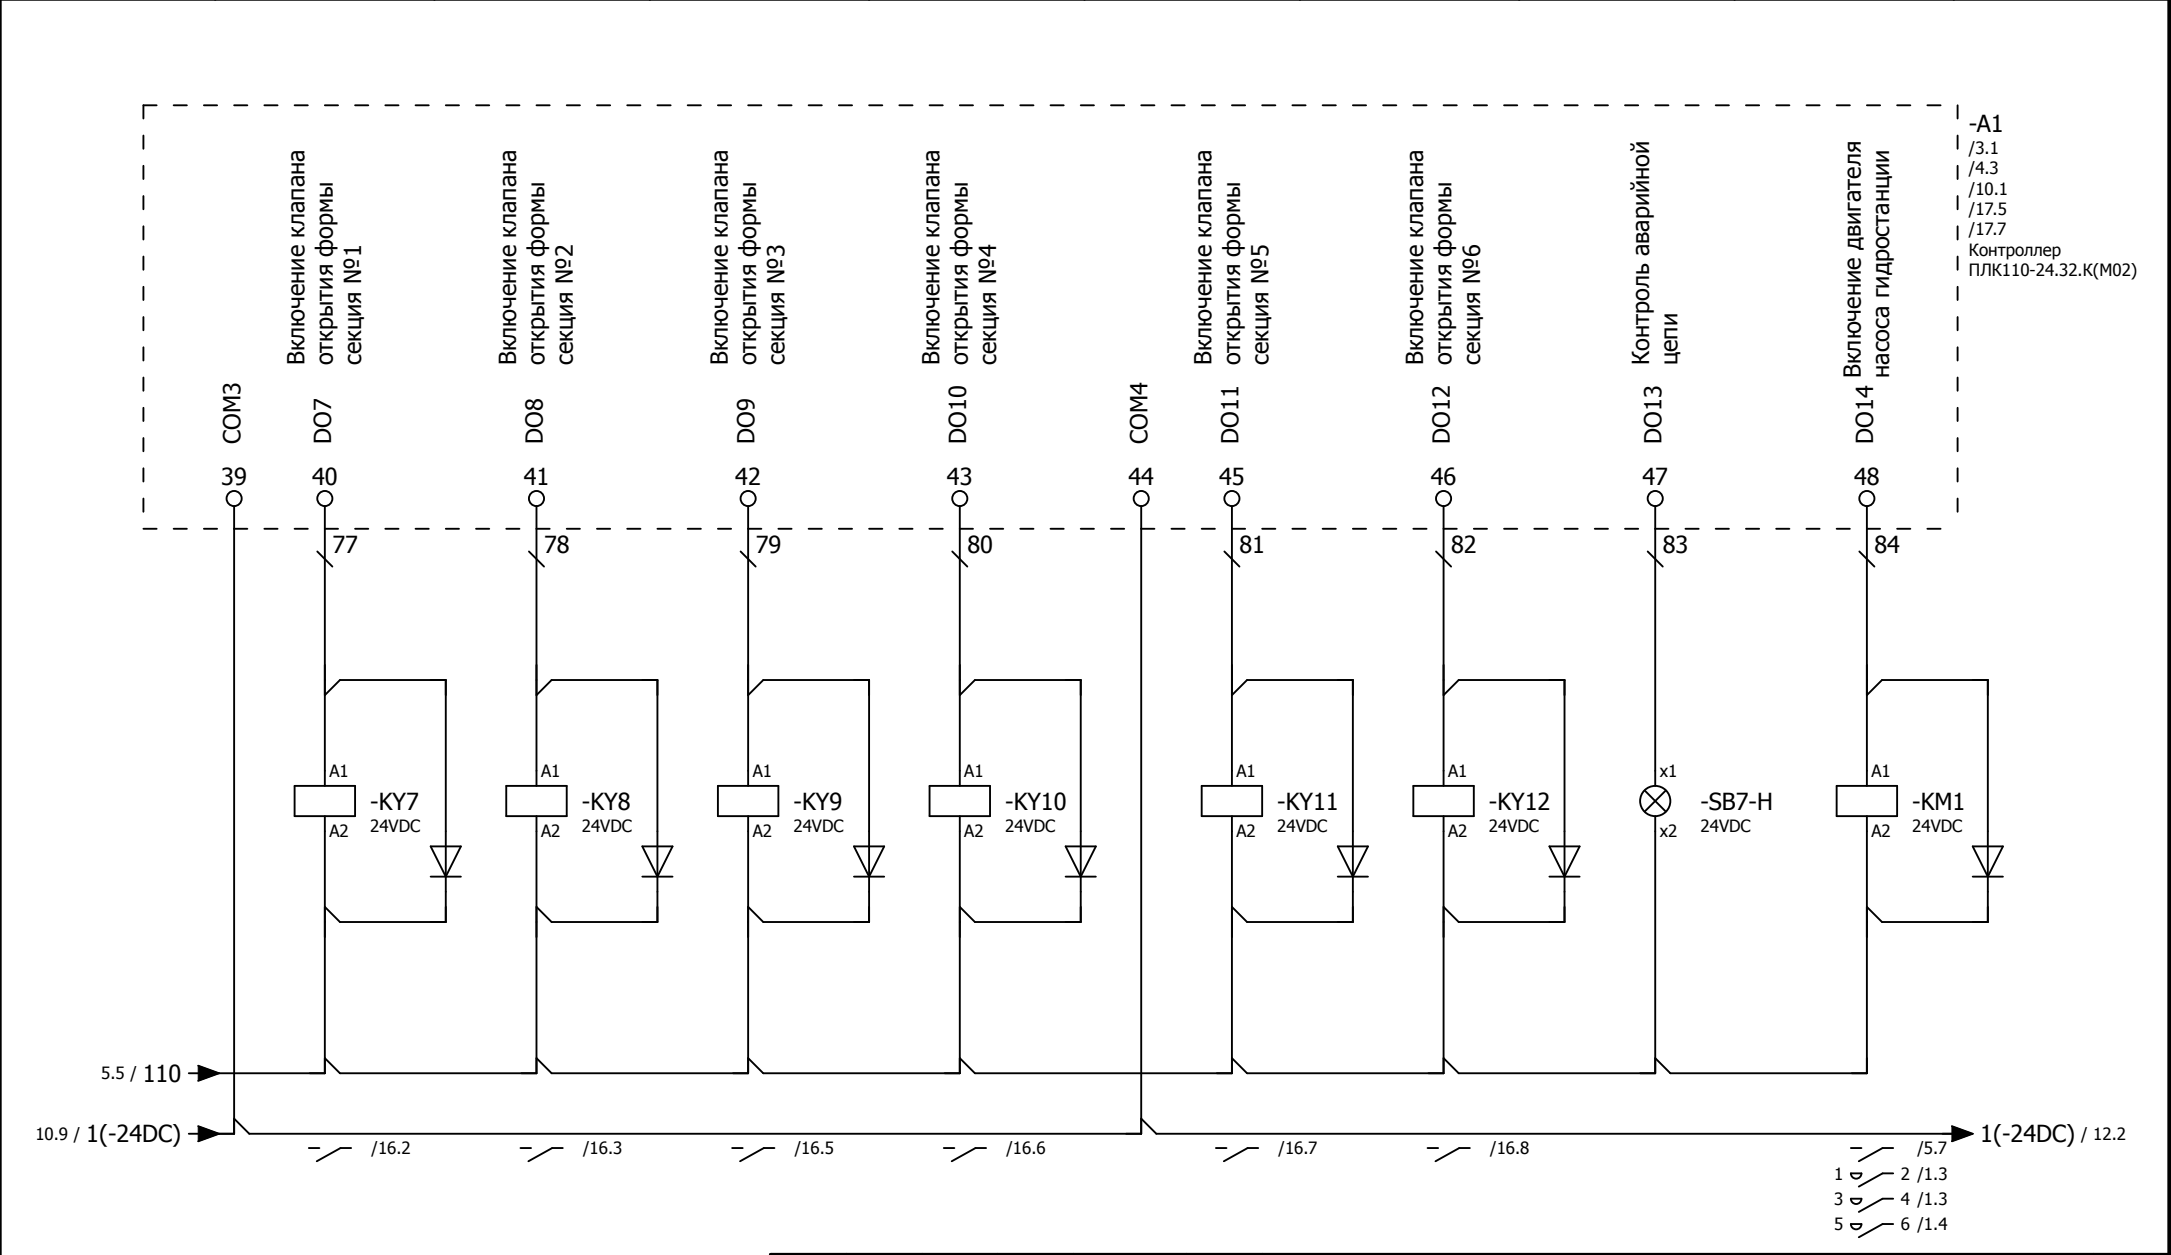 -A1
/3.1
/4.3
/10.1
/17.5
/17.7
Контроллер
ПЛК110-24.32.К(М02)
Включение клапана
открытия формы
секция №1
Включение клапана
открытия формы
секция №2
Включение клапана
открытия формы
секция №3
Включение клапана
открытия формы
секция №4
Включение клапана
открытия формы
секция №5
Включение клапана
открытия формы
секция №6
Контроль аварийной
цепи
Включение двигателя
насоса гидростанции
COM3 DO7 DO8 DO9 DO10 COM4 DO11 DO12 DO13 DO14
39 40 41 42 43 44 45 46 47 48
77 78 79 80 81 82 83 84
A1 A1 A1 A1 A1 A1 x1 A1
-KY7 -KY8 -KY9 -KY10 -KY11 -KY12 -SB7-H -KM1
24VDC 24VDC 24VDC 24VDC 24VDC 24VDC 24VDC 24VDC
A2 A2 A2 A2 A2 A2 x2 A2
5.5 / 110
10.9 / 1(-24DC) 1(-24DC) / 12.2
/16.2 /16.3 /16.5 /16.6 /16.7 /16.8 /5.7
1 2 /1.3
3 4 /1.3
5 6 /1.4